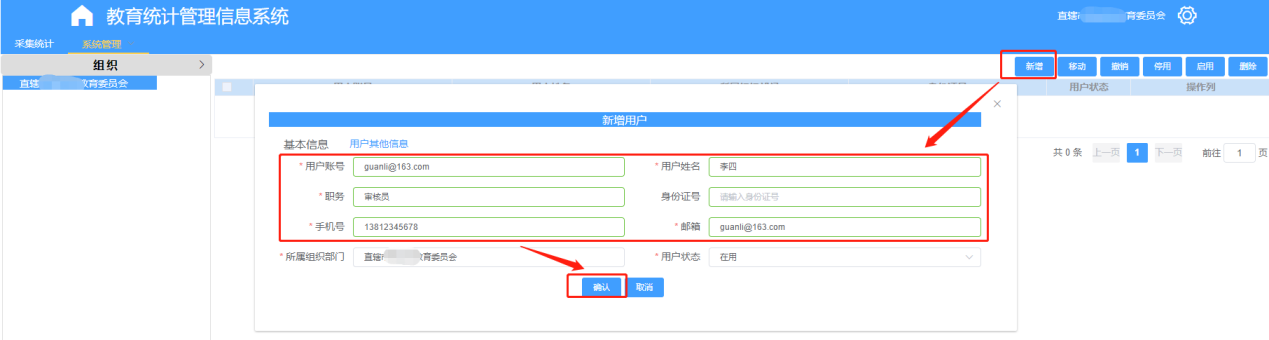 教育统计管理信息系统
直辖 育委员会
采集统计 系统管理
组织 >
直辖 教育委员会
新增 移动 撤销 停用 启用 删除
用户状态 操作列
新增用户
基本信息 用户其他信息
*用户账号 guanli@163.com *用户姓名 李四
*职务 审核员 身份证号 请输入身份证号
*手机号 13812345678 *邮箱 guanli@163.com
*所属组织部门 直辖 教育委员会 *用户状态 在用
确认 取消
共 0 条 上一页 1 下一页 前往 1 页